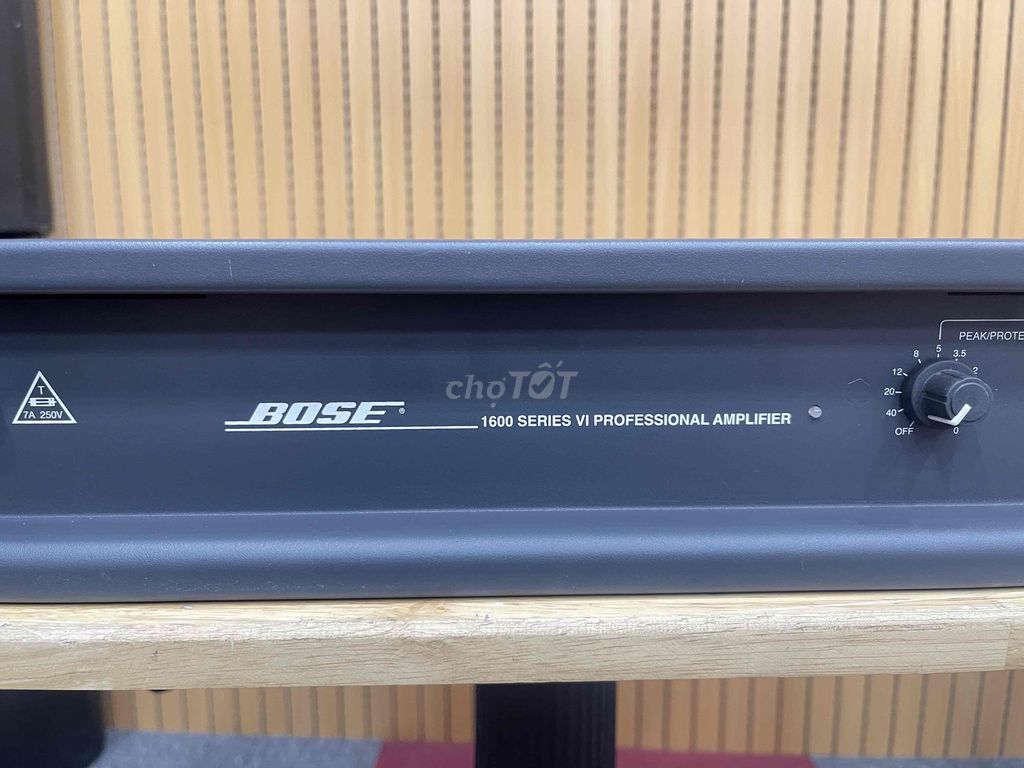 PEAK/PROTE
5
8
3.5
12
2
20
40
OFF
0
T
7A 250V
BOSE®
1600 SERIES VI PROFESSIONAL AMPLIFIER
chợTỐT